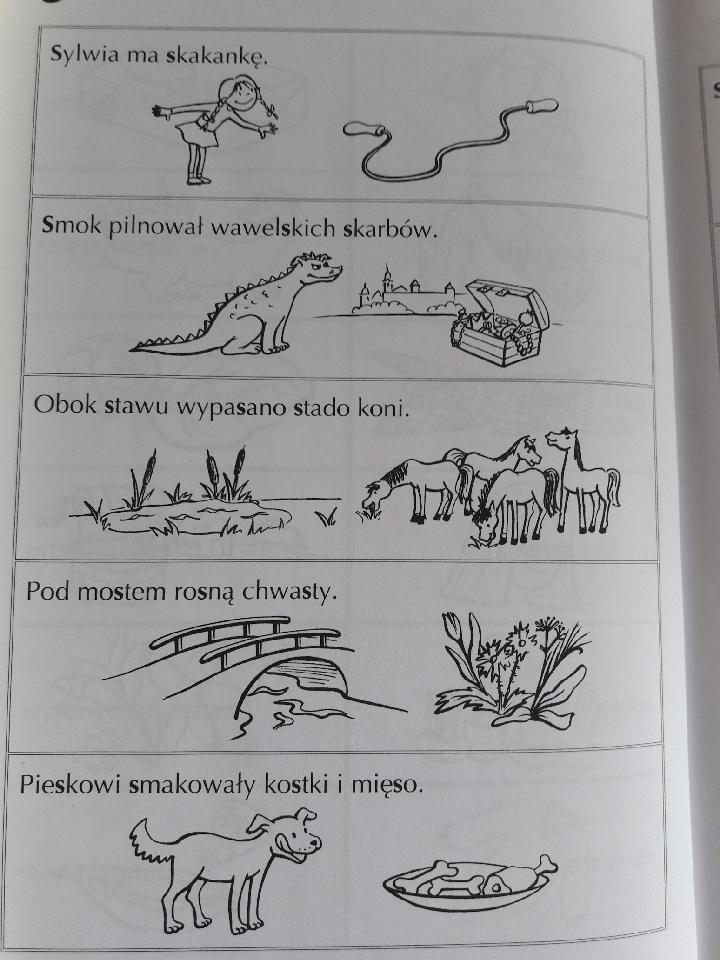 Sylwia ma skakankę.
Smok pilnował wawelskich skarbów.
Obok stawu wypasano stado koni.
Pod mostem rosną chwasty.
Pieskowi smakowały kostki i mięso.